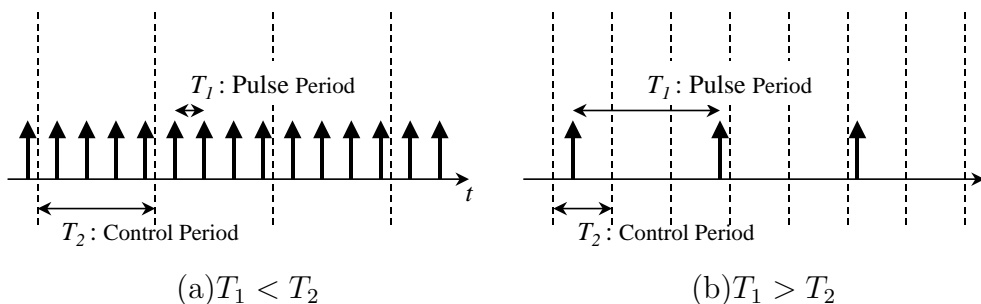 T₁ : Pulse Period
t
T₂ : Control Period
(a)T₁ < T₂
T₁ : Pulse Period
T₂ : Control Period
(b)T₁ > T₂